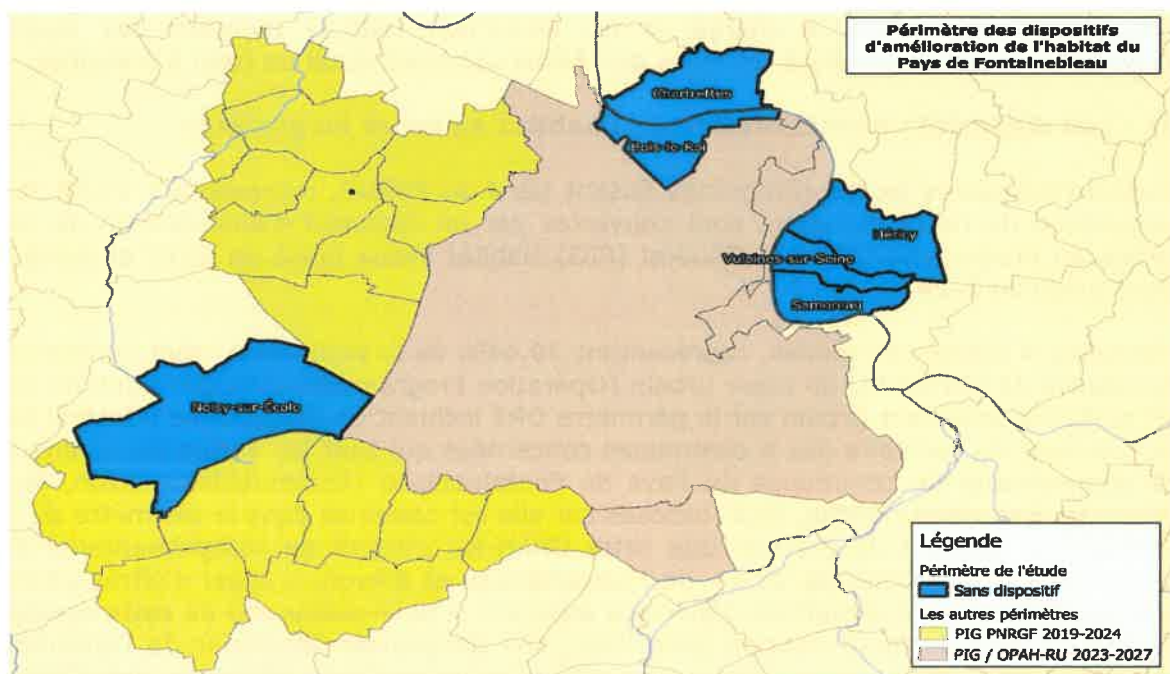 Périmètre des dispositifs
d'amélioration de l'habitat du
Pays de Fontainebleau
Chartrettes
Bois-le-Roi
Héricy
Vulaines-sur-Seine
Samoreau
Noisy-sur-École
Légende
Périmètre de l'étude
Sans dispositif
Les autres périmètres
PIG PNRGF 2019-2024
PIG / OPAH-RU 2023-2027